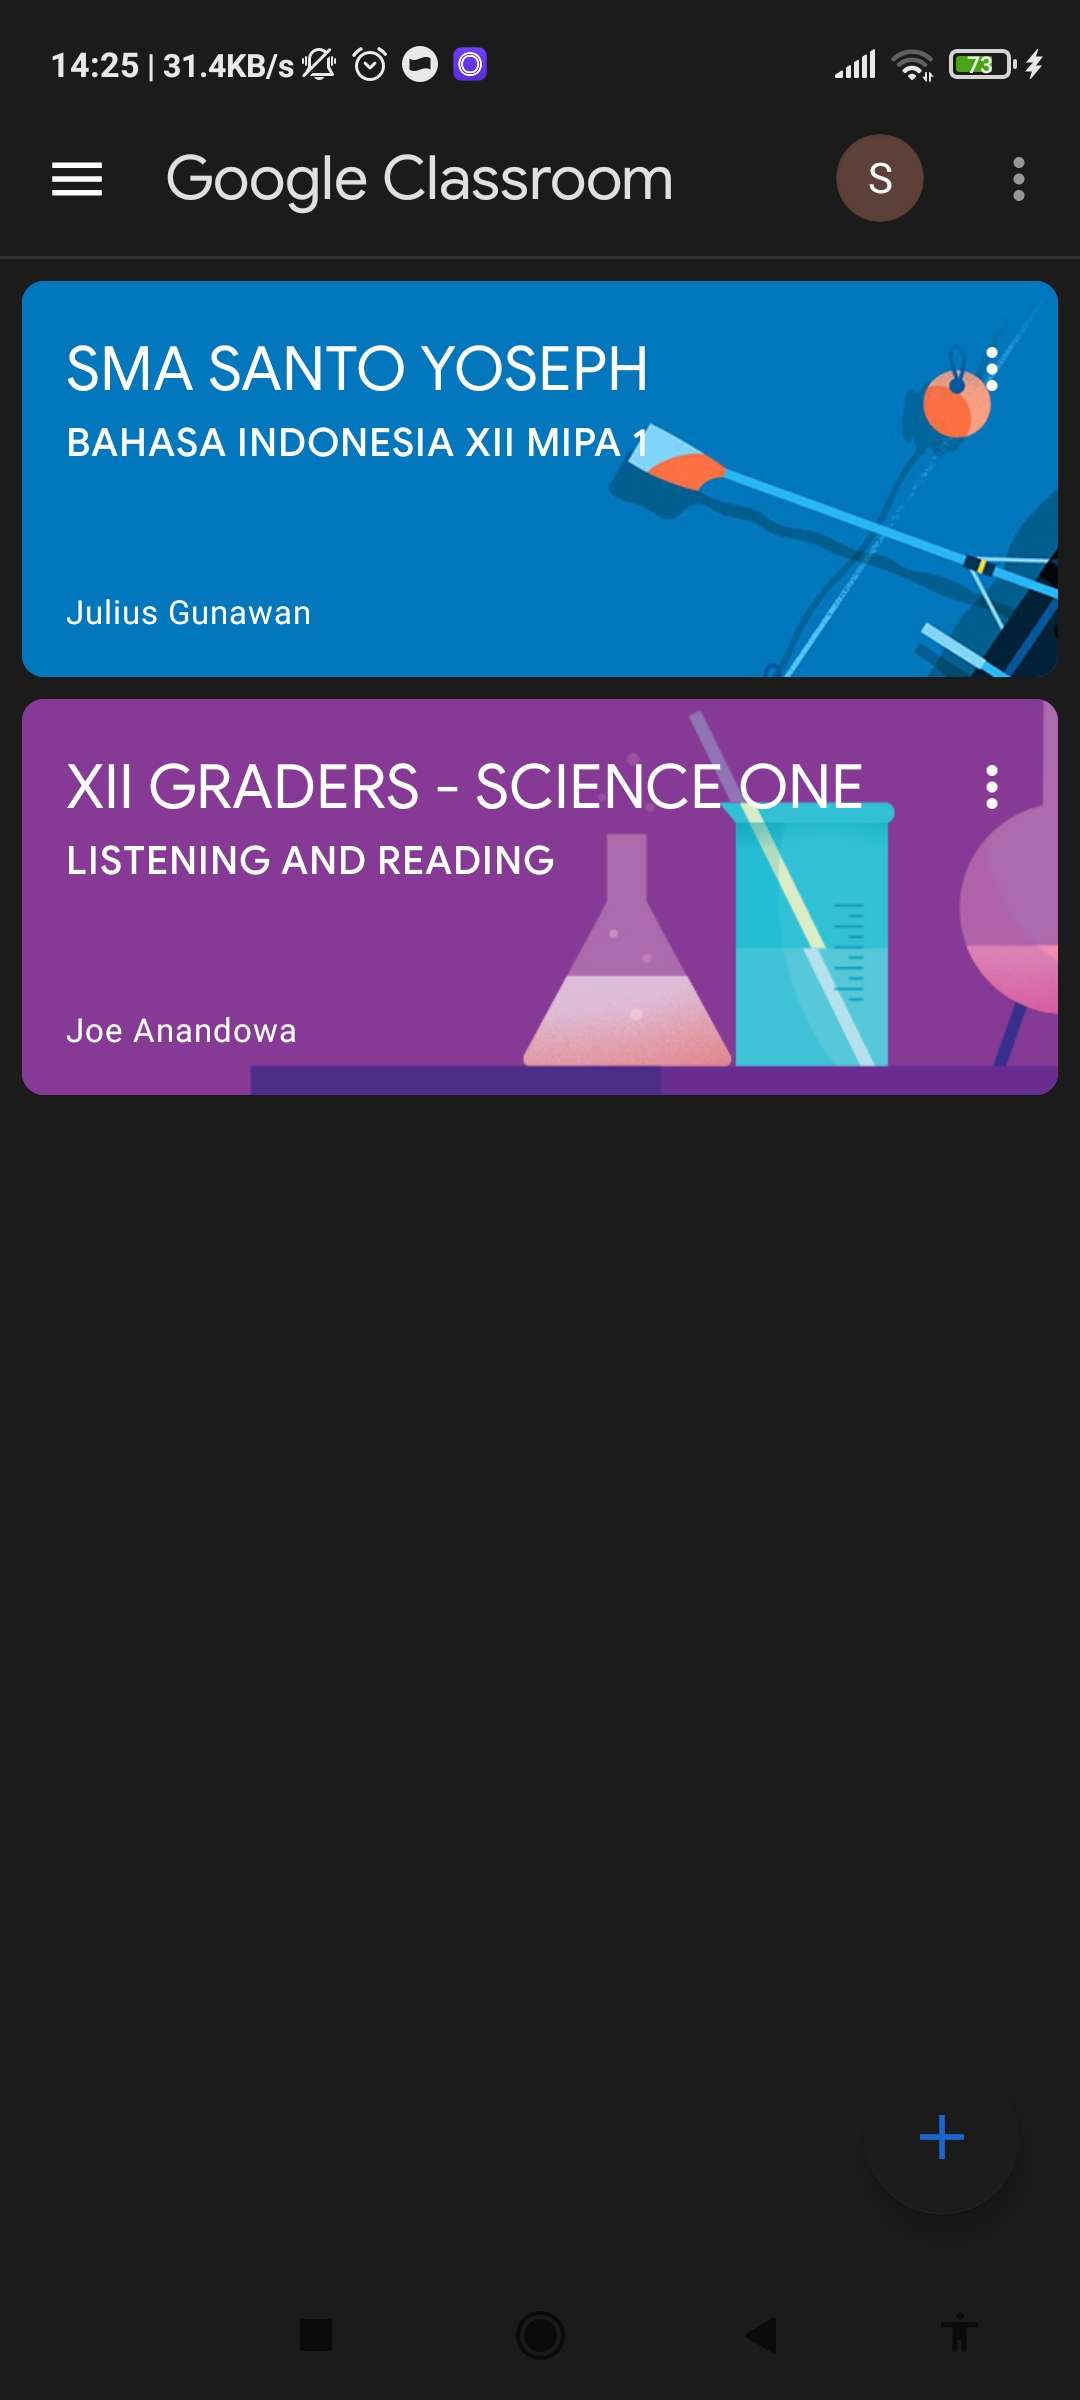 14:25 | 31.4KB/s
73
Google Classroom
S
SMA SANTO YOSEPH
BAHASA INDONESIA XII MIPA 1
Julius Gunawan
XII GRADERS - SCIENCE ONE
LISTENING AND READING
Joe Anandowa